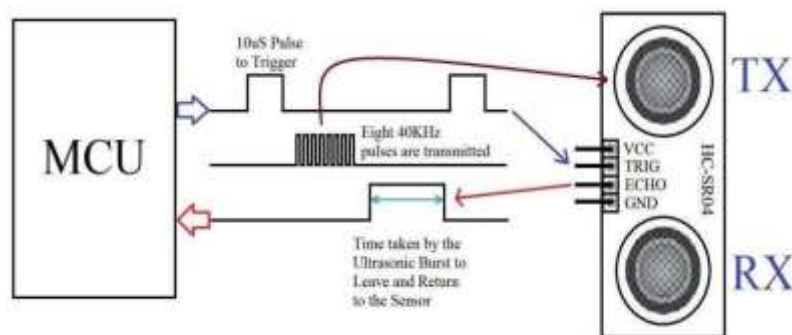 MCU
10uS Pulse
to Trigger
Eight 40KHz
pulses are transmitted
Time taken by the
Ultrasonic Burst to
Leave and Return
to the Sensor
TX
VCC
TRIG
ECHO
GND
HC-SR04
RX